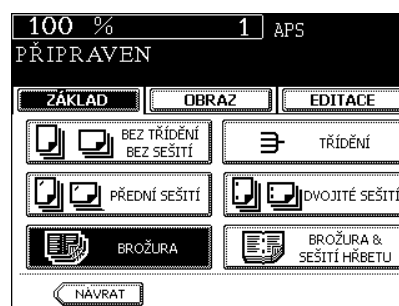 100 % 1 APS
PŘIPRAVEN
ZÁKLAD OBRAZ EDITACE
BEZ TŘÍDĚNÍ
BEZ SEŠITÍ
TŘÍDĚNÍ
PŘEDNÍ SEŠITÍ
DVOJITÉ SEŠITÍ
BROŽURA
BROŽURA &
SEŠITÍ HŘBETU
NÁVRAT